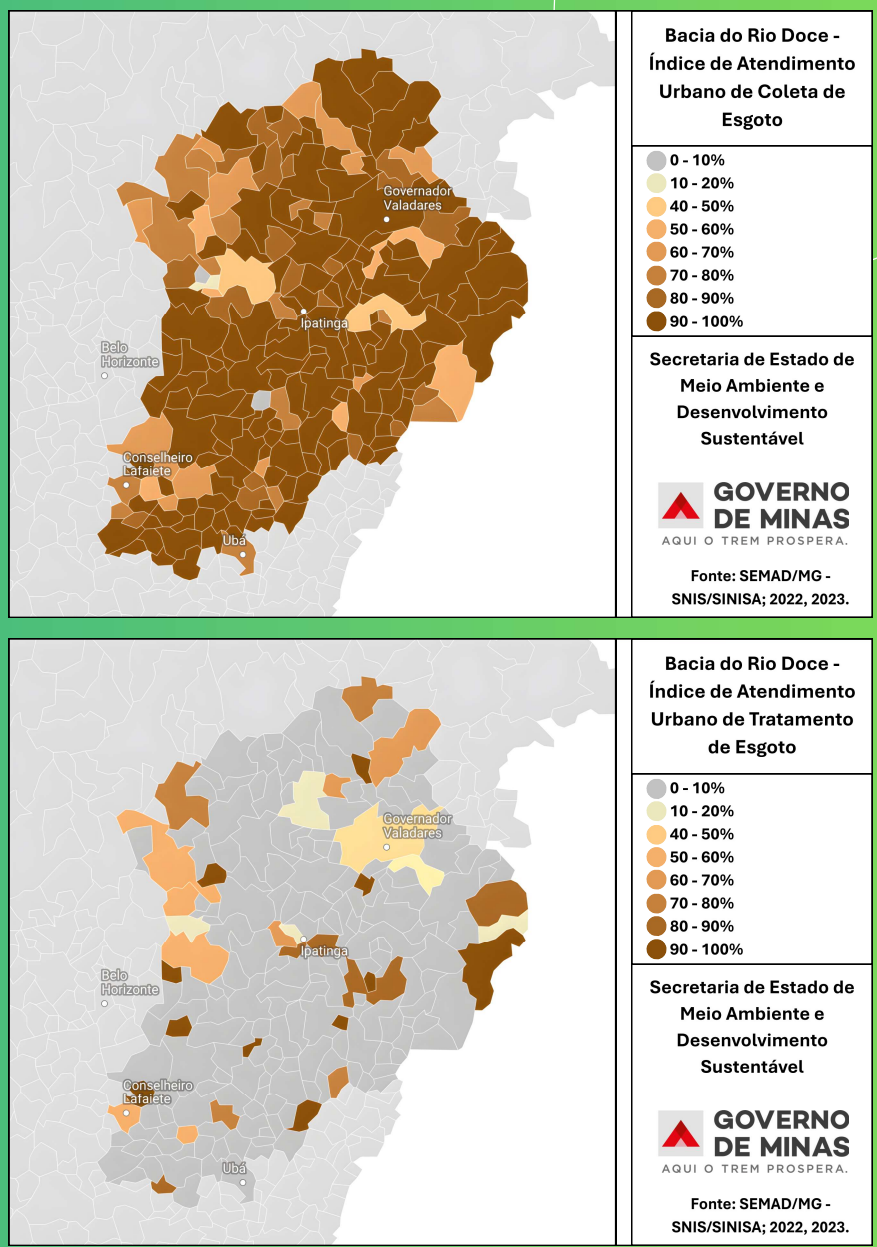 Bacia do Rio Doce -
Índice de Atendimento
Urbano de Coleta de
Esgoto
0 - 10%
10 - 20%
40 - 50%
50 - 60%
60 - 70%
70 - 80%
80 - 90%
90 - 100%
Secretaria de Estado de
Meio Ambiente e
Desenvolvimento
Sustentável
GOVERNO
DE MINAS
AQUI O TREM PROSPERA.
Fonte: SEMAD/MG -
SNIS/SINISA; 2022, 2023.
Governador
Valadares
Ipatinga
Belo
Horizonte
Conselheiro
Lafaiete
Ubá
Bacia do Rio Doce -
Índice de Atendimento
Urbano de Tratamento
de Esgoto
0 - 10%
10 - 20%
40 - 50%
50 - 60%
60 - 70%
70 - 80%
80 - 90%
90 - 100%
Secretaria de Estado de
Meio Ambiente e
Desenvolvimento
Sustentável
GOVERNO
DE MINAS
AQUI O TREM PROSPERA.
Fonte: SEMAD/MG -
SNIS/SINISA; 2022, 2023.
Governador
Valadares
Ipatinga
Belo
Horizonte
Conselheiro
Lafaiete
Ubá